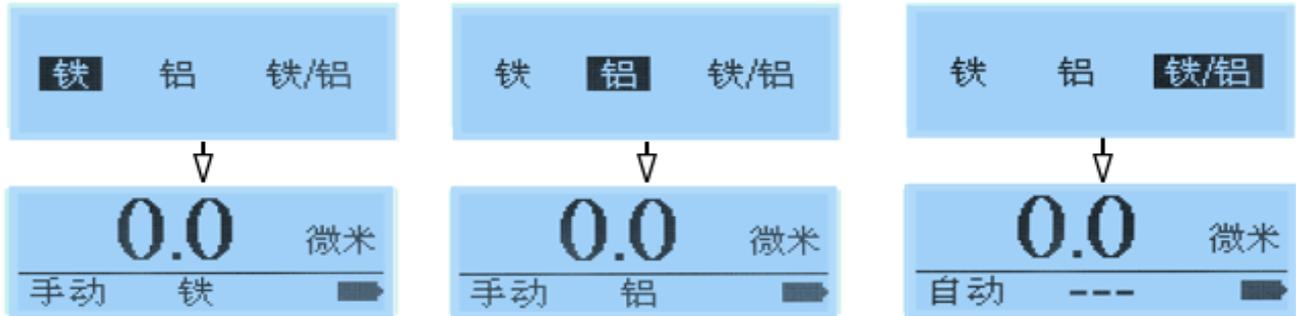 铁 铝 铁/铝
铁 铝 铁/铝
铁 铝 铁/铝
0.0 微米
手动 铁
0.0 微米
手动 铝
0.0 微米
自动 ---